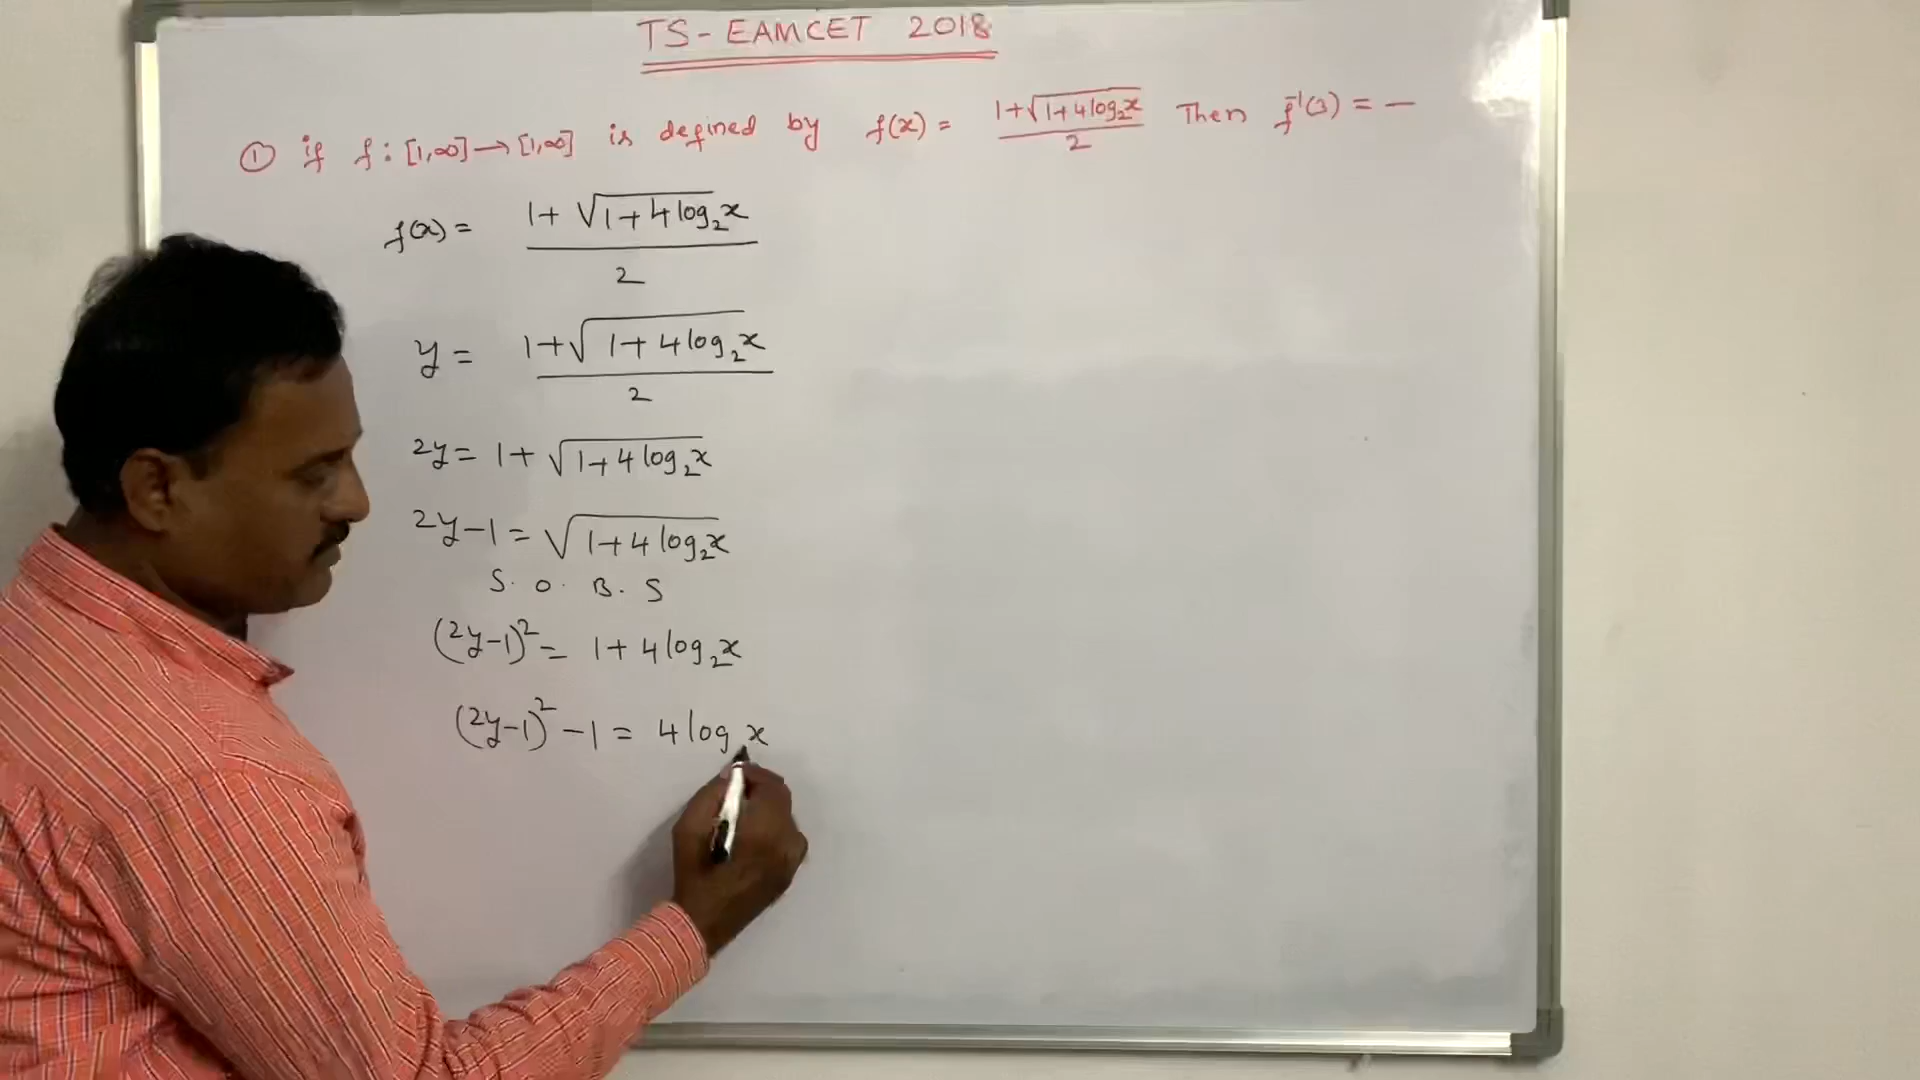 TS-EAMCET 2018
① if f:[1,∞]→[1,∞] is defined by f(x) = (1+√(1+4log₂x))/2 Then f⁻¹(3) = —
f(x) = (1+√(1+4log₂x))/2
y = (1+√(1+4log₂x))/2
2y = 1+√(1+4log₂x)
2y-1 = √(1+4log₂x)
S. O. B. S
(2y-1)² = 1+4log₂x
(2y-1)² -1 = 4log x